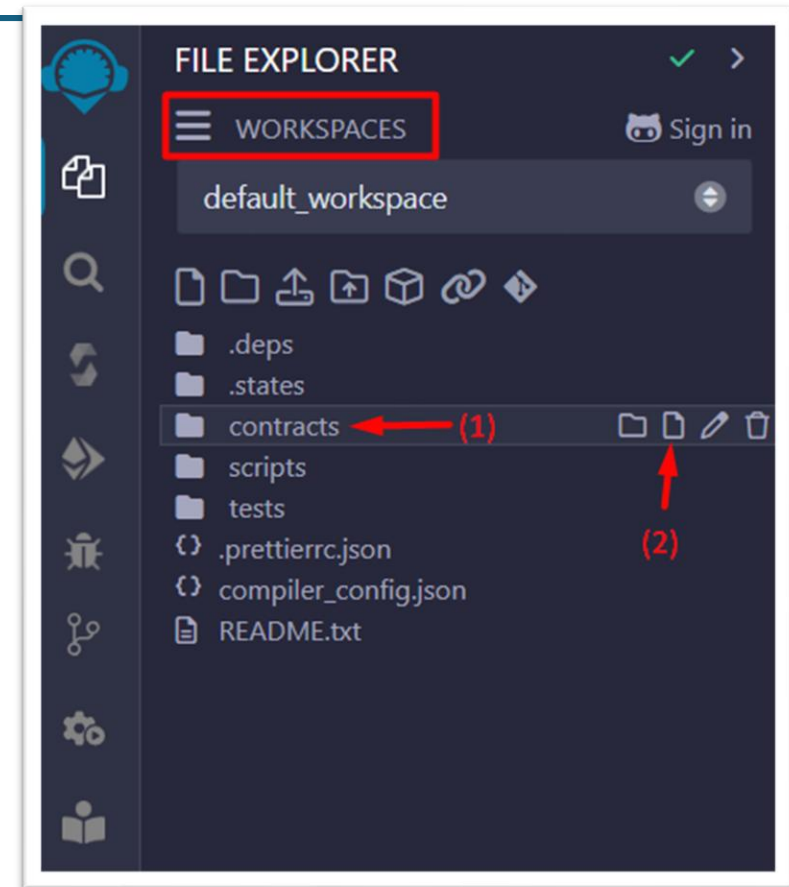 FILE EXPLORER
WORKSPACES
Sign in
default_workspace
.deps
.states
contracts (1)
scripts
tests
(2)
.prettierrc.json
compiler_config.json
README.txt